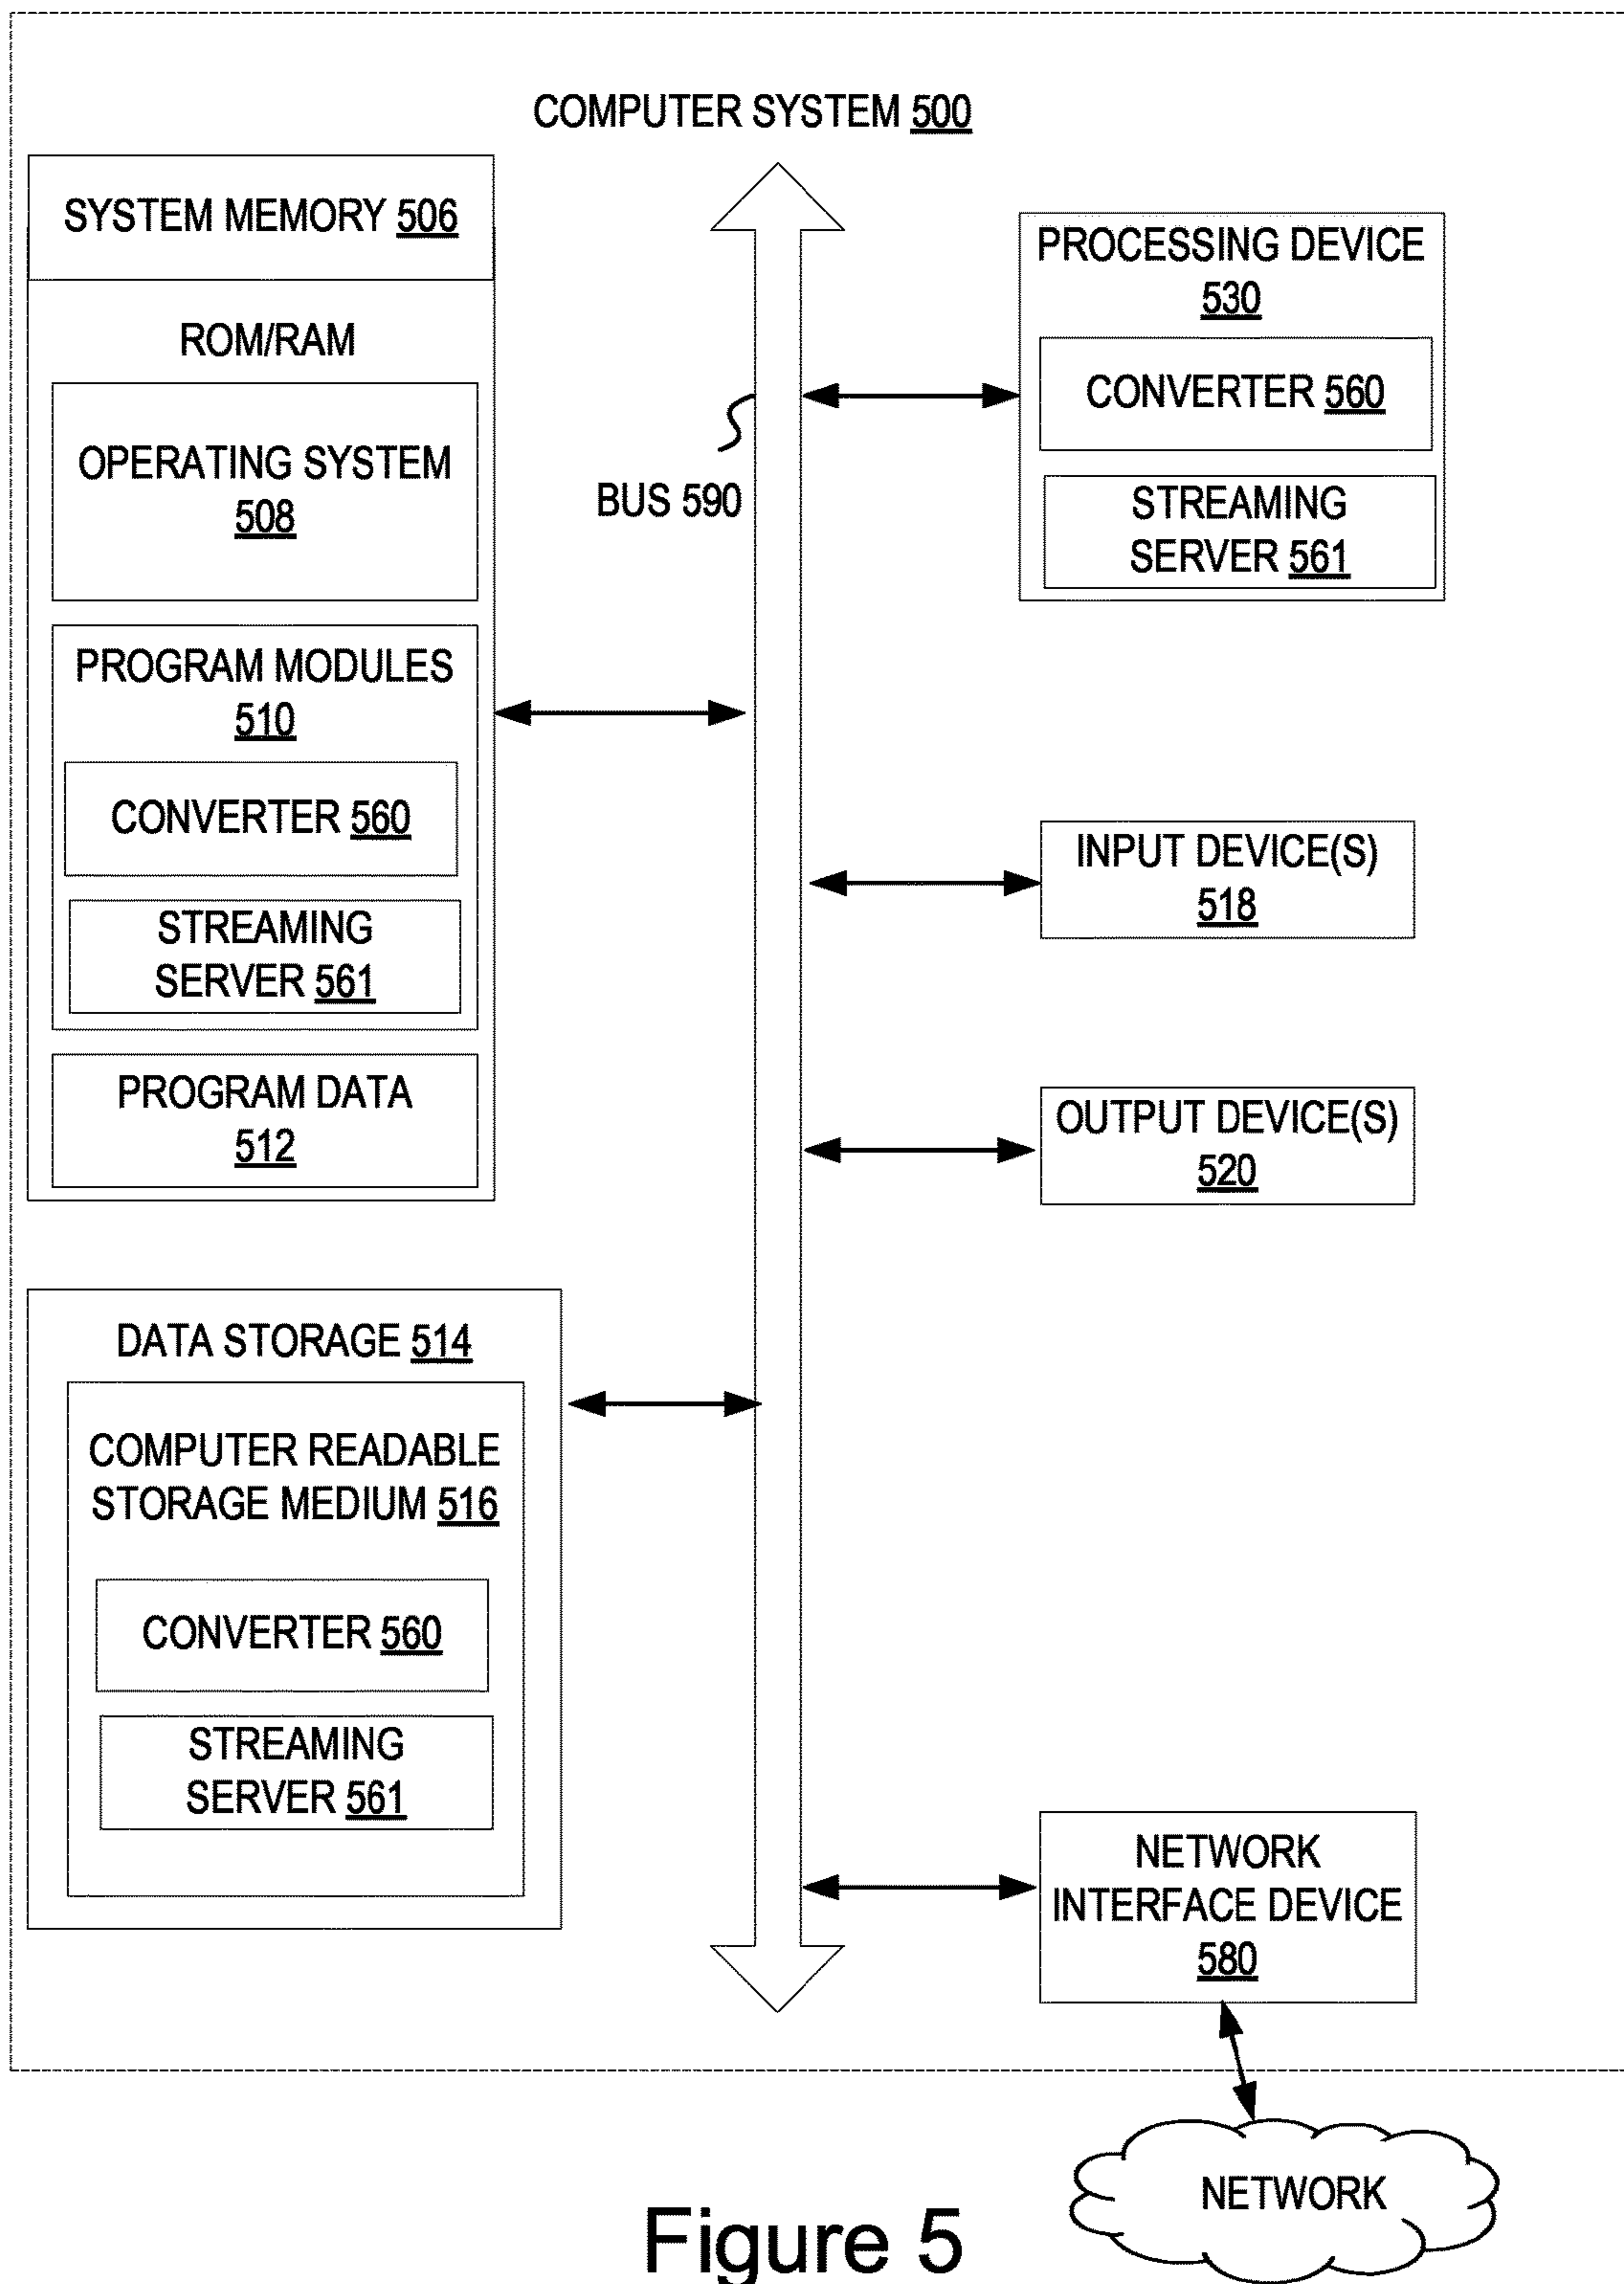 COMPUTER SYSTEM 500
SYSTEM MEMORY 506
ROM/RAM
OPERATING SYSTEM
508
PROGRAM MODULES
510
CONVERTER 560
STREAMING
SERVER 561
PROGRAM DATA
512
DATA STORAGE 514
COMPUTER READABLE
STORAGE MEDIUM 516
CONVERTER 560
STREAMING
SERVER 561
BUS 590
PROCESSING DEVICE
530
CONVERTER 560
STREAMING
SERVER 561
INPUT DEVICE(S)
518
OUTPUT DEVICE(S)
520
NETWORK
INTERFACE DEVICE
580
NETWORK
Figure 5